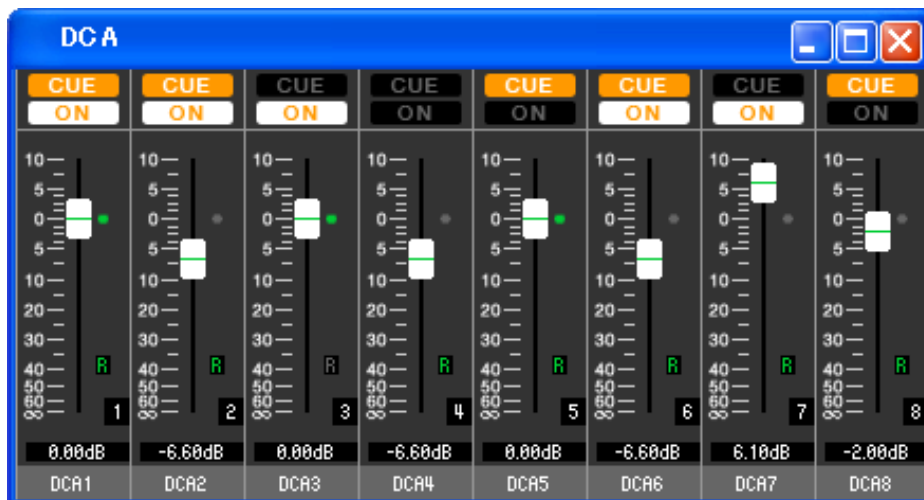 DCA
CUE CUE CUE CUE CUE CUE CUE CUE
ON ON ON ON ON ON ON ON
10 10 10 10 10 10 10 10
5 5 5 5 5 5 5 5
0 0 0 0 0 0 0 0
5 5 5 5 5 5 5 5
10 10 10 10 10 10 10 10
20 20 20 20 20 20 20 20
30 30 30 30 30 30 30 30
40 R 40 R 40 R 40 R 40 R 40 R 40 R 40 R
50 50 50 50 50 50 50 50
60 60 60 60 60 60 60 60
∞ 1 ∞ 2 ∞ 3 ∞ 4 ∞ 5 ∞ 6 ∞ 7 ∞ 8
0.00dB -6.60dB 0.00dB -6.60dB 0.00dB -6.60dB 6.10dB -2.00dB
DCA1 DCA2 DCA3 DCA4 DCA5 DCA6 DCA7 DCA8